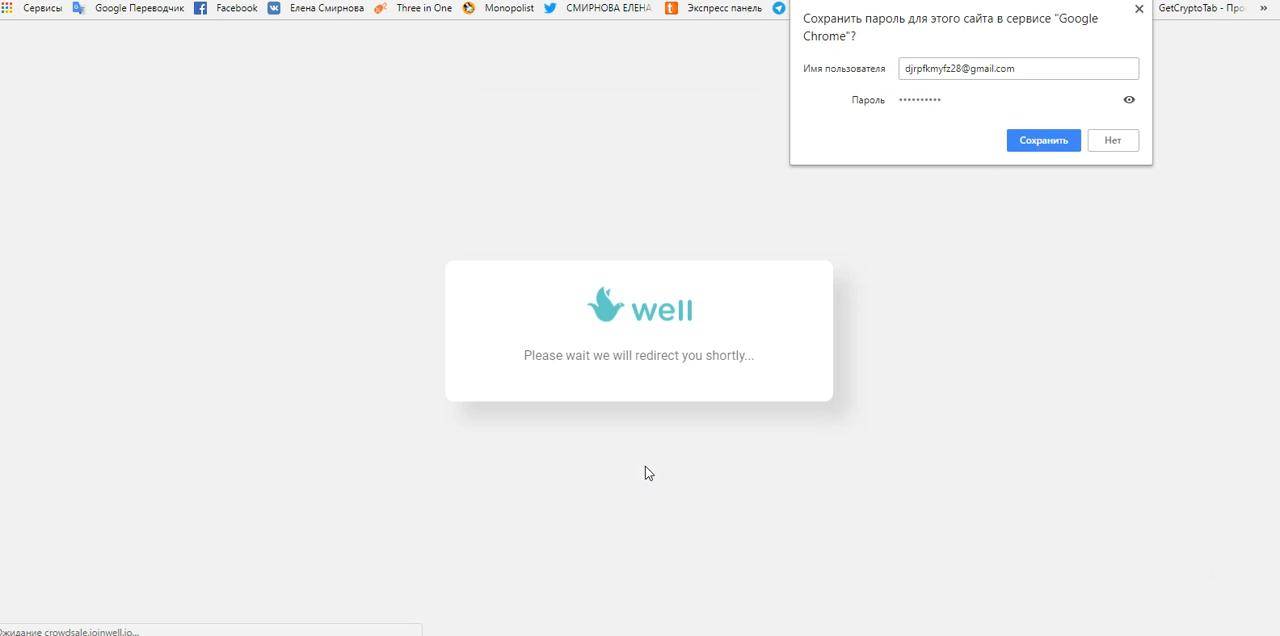 Сервисы Google Переводчик Facebook Елена Смирнова Three in One Monopolist СМИРНОВА ЕЛЕНА Экспресс панель GetCryptoTab - Про »
Сохранить пароль для этого сайта в сервисе "Google
Chrome"?
Имя пользователя djrpfkmyfz28@gmail.com
Пароль ••••••••••
Сохранить Нет
well
Please wait we will redirect you shortly...
Ожидание crowdsale.joinwell.io...